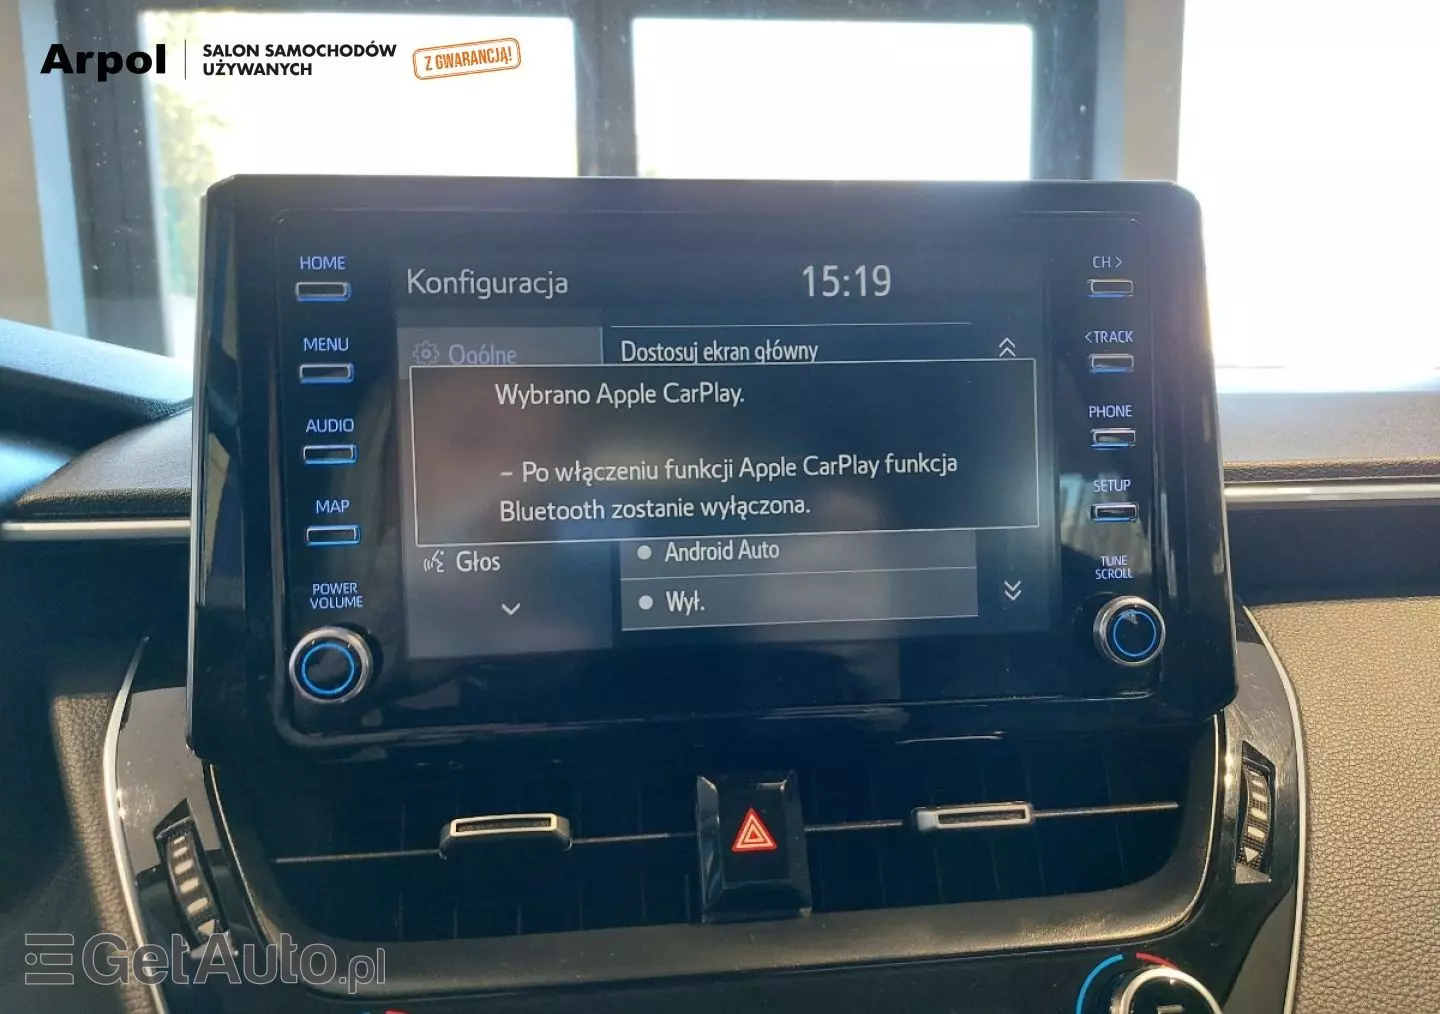 Arpol
SALON SAMOCHODÓW
UŻYWANYCH
Z GWARANCJĄ!
HOME
MENU
AUDIO
MAP
POWER
VOLUME
Konfiguracja
15:19
Ogólne
Dostosuj ekran główny
Wybrano Apple CarPlay.
– Po włączeniu funkcji Apple CarPlay funkcja
Bluetooth zostanie wyłączona.
Głos
Android Auto
Wył.
CH >
<TRACK
PHONE
SETUP
TUNE
SCROLL
GetAuto.pl